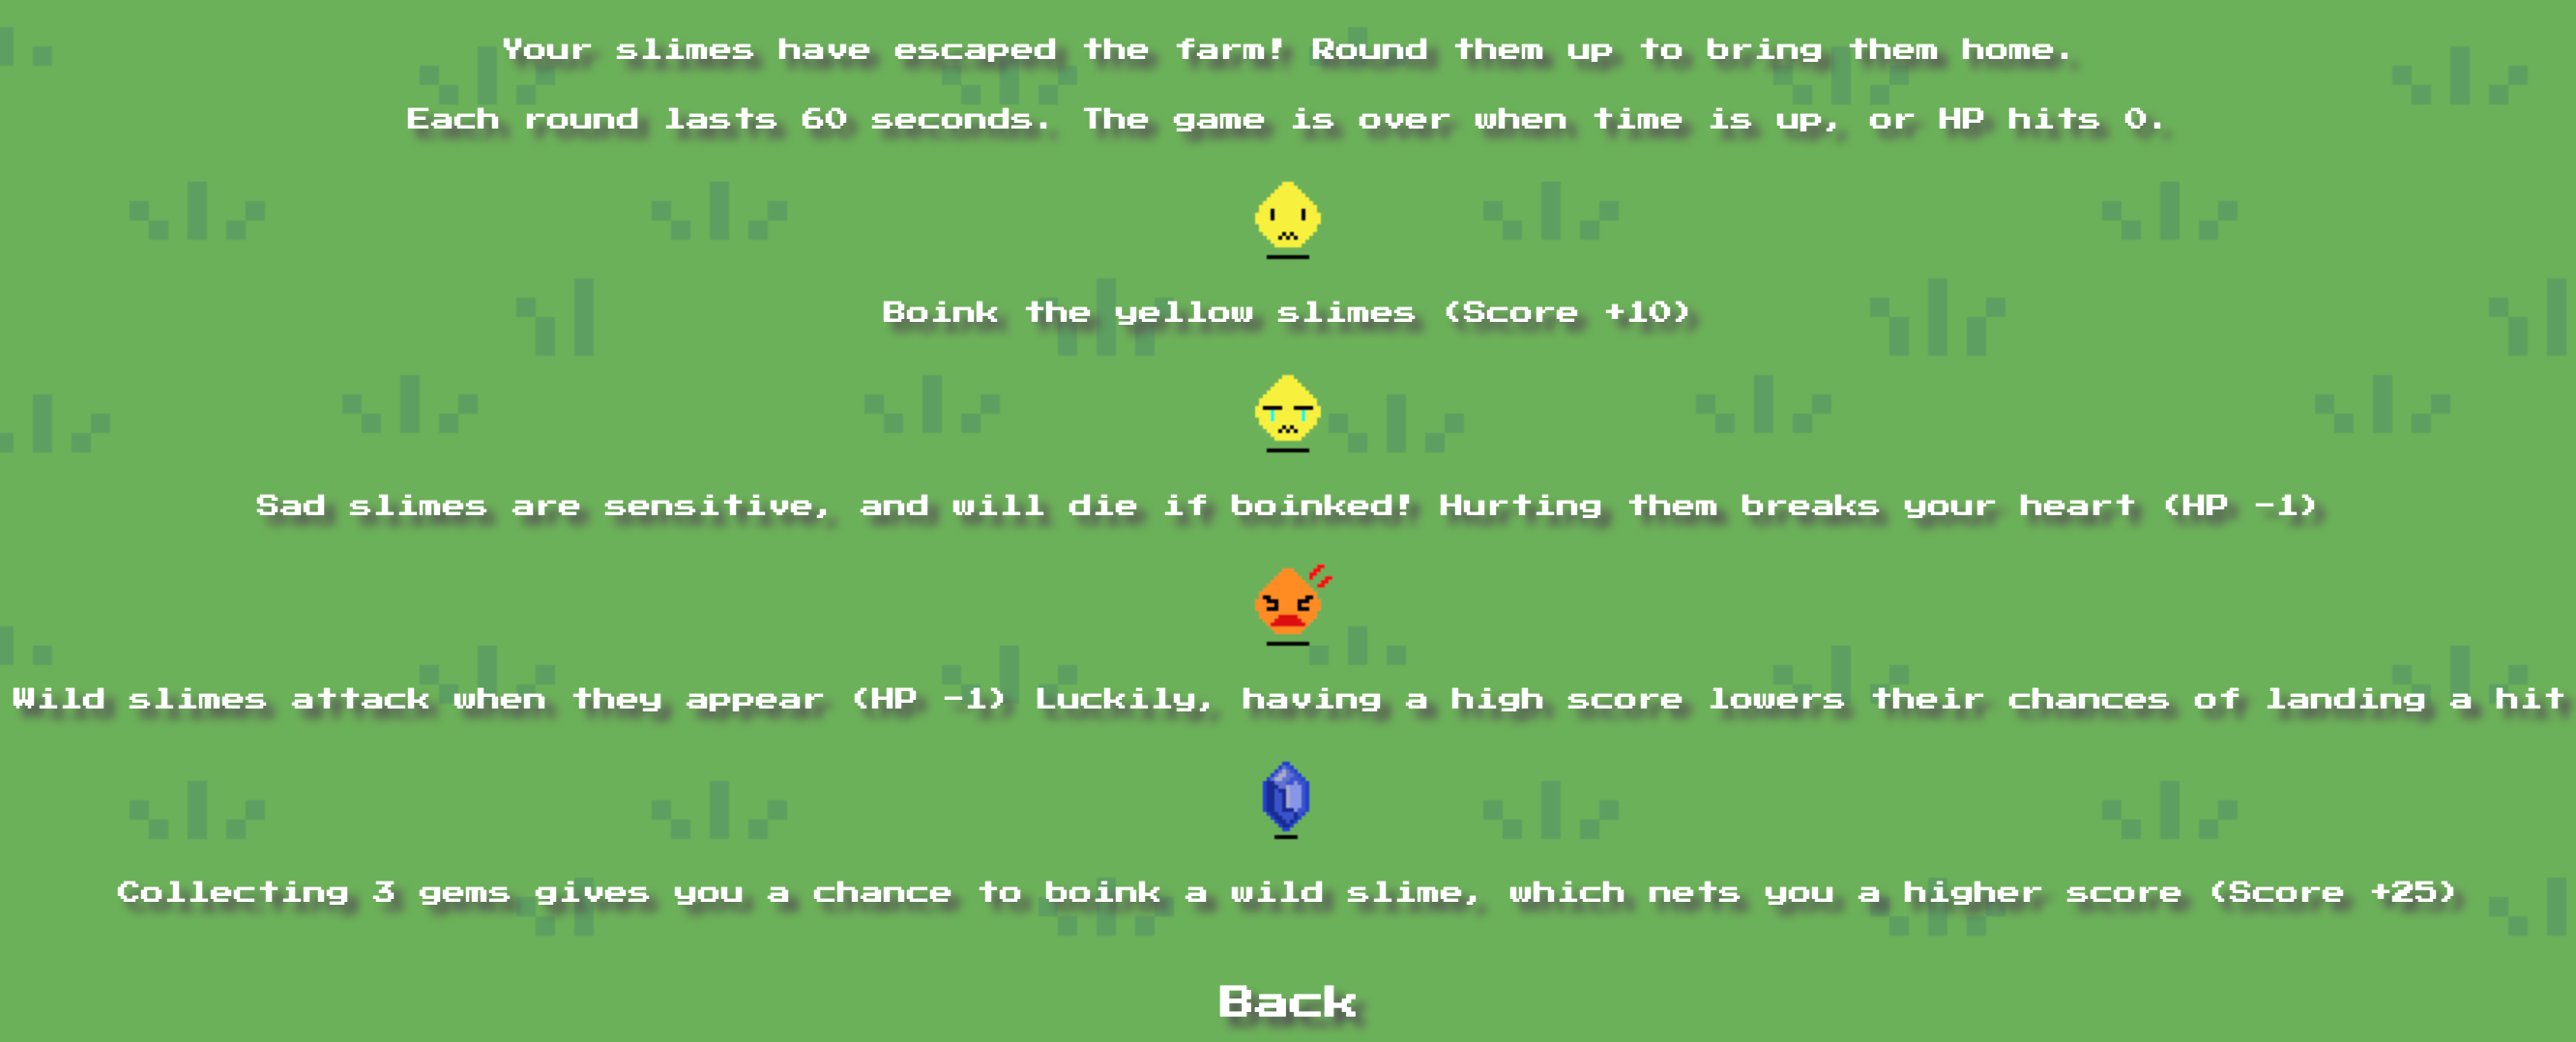 Your slimes have escaped the farm! Round them up to bring them home.
Each round lasts 60 seconds. The game is over when time is up, or HP hits 0.
Boink the yellow slimes (Score +10)
Sad slimes are sensitive, and will die if boinked! Hurting them breaks your heart (HP -1)
Wild slimes attack when they appear (HP -1) Luckily, having a high score lowers their chances of landing a hit
Collecting 3 gems gives you a chance to boink a wild slime, which nets you a higher score (Score +25)
Back